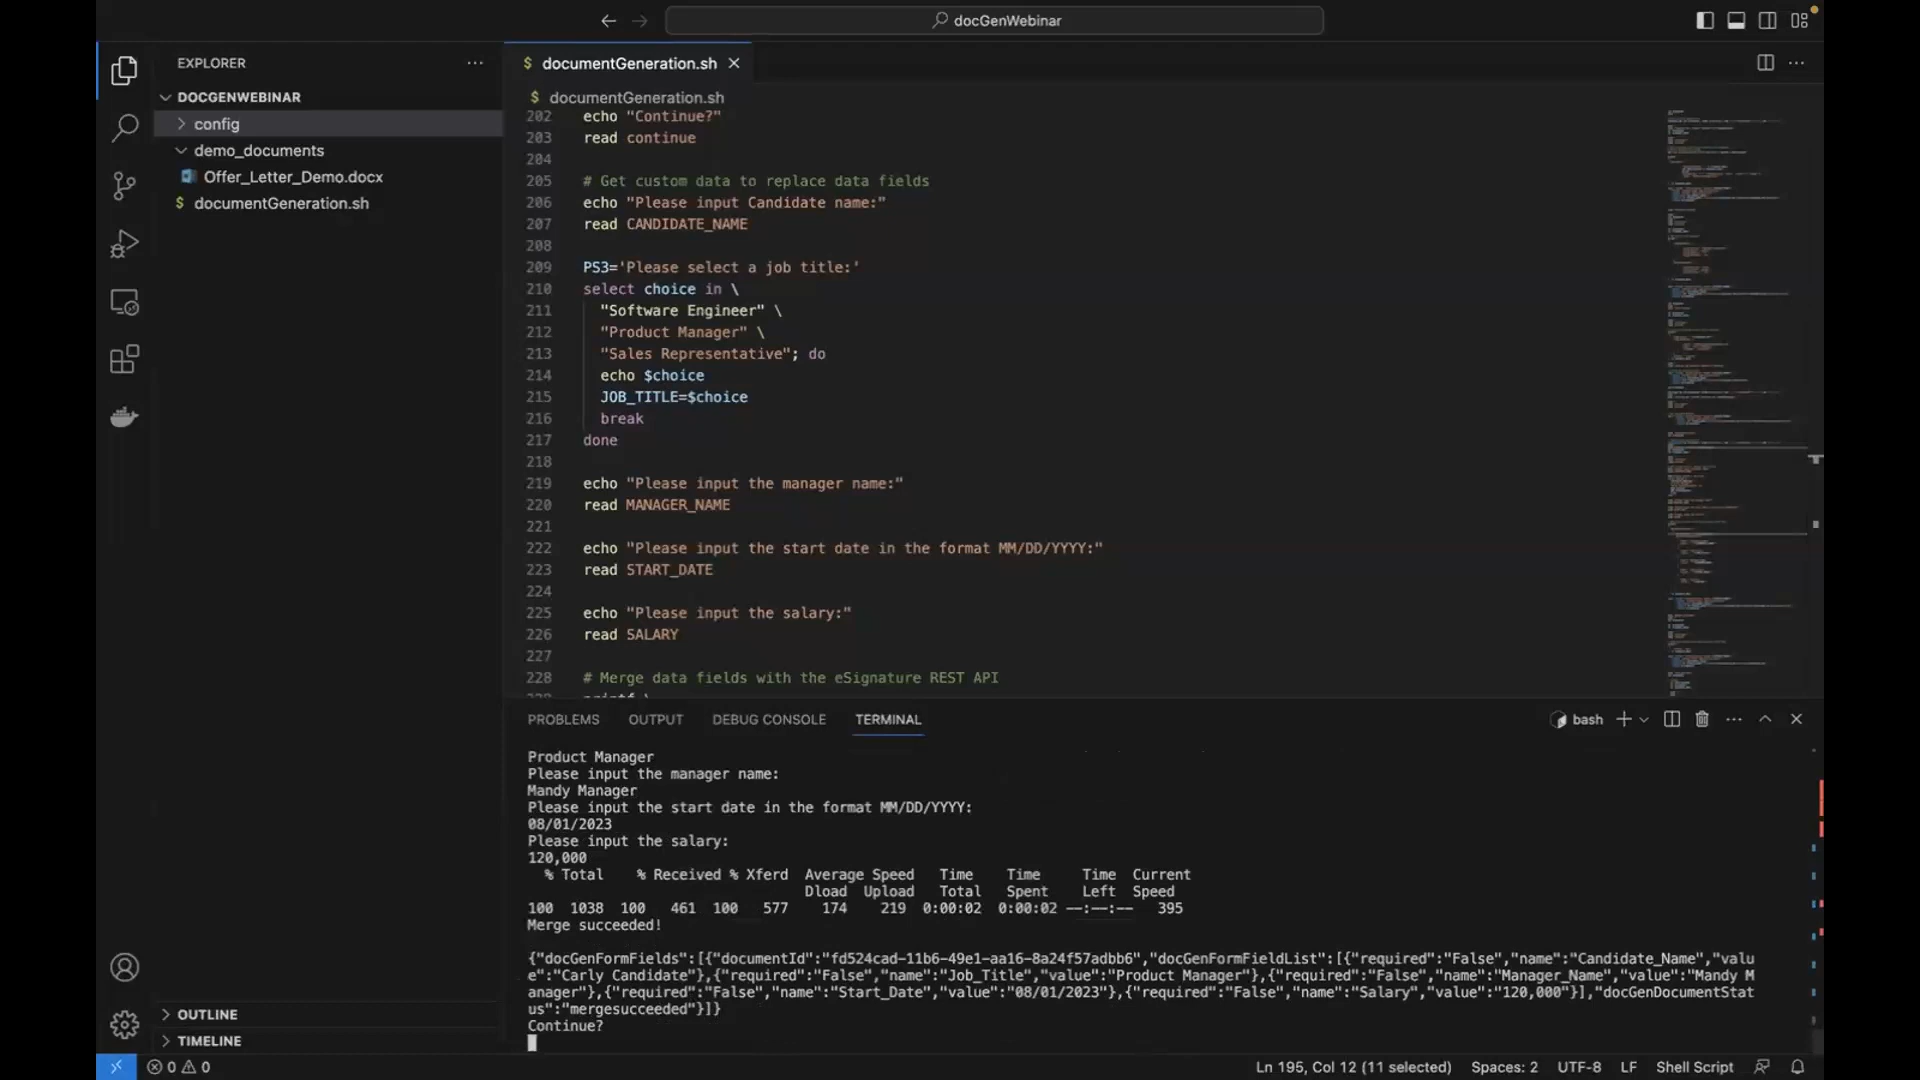 docGenWebinar
EXPLORER
DOCGENWEBINAR
config
demo_documents
Offer_Letter_Demo.docx
$ documentGeneration.sh
OUTLINE
TIMELINE
$ documentGeneration.sh
$ documentGeneration.sh
202 echo "Continue?"
203 read continue
204
205 # Get custom data to replace data fields
206 echo "Please input Candidate name:"
207 read CANDIDATE_NAME
208
209 PS3='Please select a job title:'
210 select choice in \
211 "Software Engineer" \
212 "Product Manager" \
213 "Sales Representative"; do
214 echo $choice
215 JOB_TITLE=$choice
216 break
217 done
218
219 echo "Please input the manager name:"
220 read MANAGER_NAME
221
222 echo "Please input the start date in the format MM/DD/YYYY:"
223 read START_DATE
224
225 echo "Please input the salary:"
226 read SALARY
227
228 # Merge data fields with the eSignature REST API
229 printf \
PROBLEMS OUTPUT DEBUG CONSOLE TERMINAL
bash
Product Manager
Please input the manager name:
Mandy Manager
Please input the start date in the format MM/DD/YYYY:
08/01/2023
Please input the salary:
120,000
% Total % Received % Xferd Average Speed Time Time Time Current
Dload Upload Total Spent Left Speed
100 1038 100 461 100 577 174 219 0:00:02 0:00:02 --:--:-- 395
Merge succeeded!
{"docGenFormFields":[{"documentId":"fd524cad-11b6-49e1-aa16-8a24f57adbb6","docGenFormFieldList":[{"required":"False","name":"Candidate_Name","valu
e":"Carly Candidate"},{"required":"False","name":"Job_Title","value":"Product Manager"},{"required":"False","name":"Manager_Name","value":"Mandy M
anager"},{"required":"False","name":"Start_Date","value":"08/01/2023"},{"required":"False","name":"Salary","value":"120,000"}],"docGenDocumentStat
us":"mergesucceeded"}]}
Continue?
0 0
Ln 195, Col 12 (11 selected) Spaces: 2 UTF-8 LF Shell Script